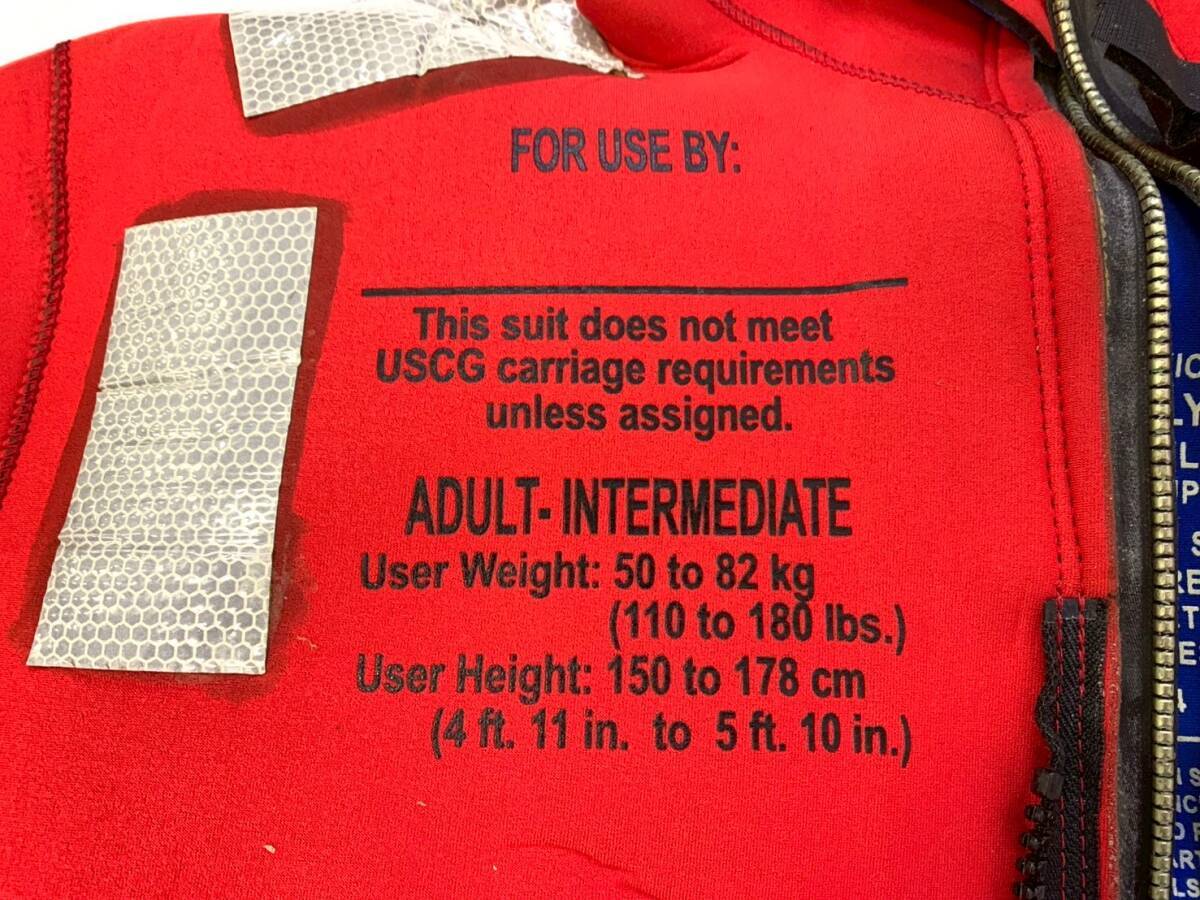 FOR USE BY:
This suit does not meet
USCG carriage requirements
unless assigned.
ADULT- INTERMEDIATE
User Weight: 50 to 82 kg
(110 to 180 lbs.)
User Height: 150 to 178 cm
(4 ft. 11 in. to 5 ft. 10 in.)